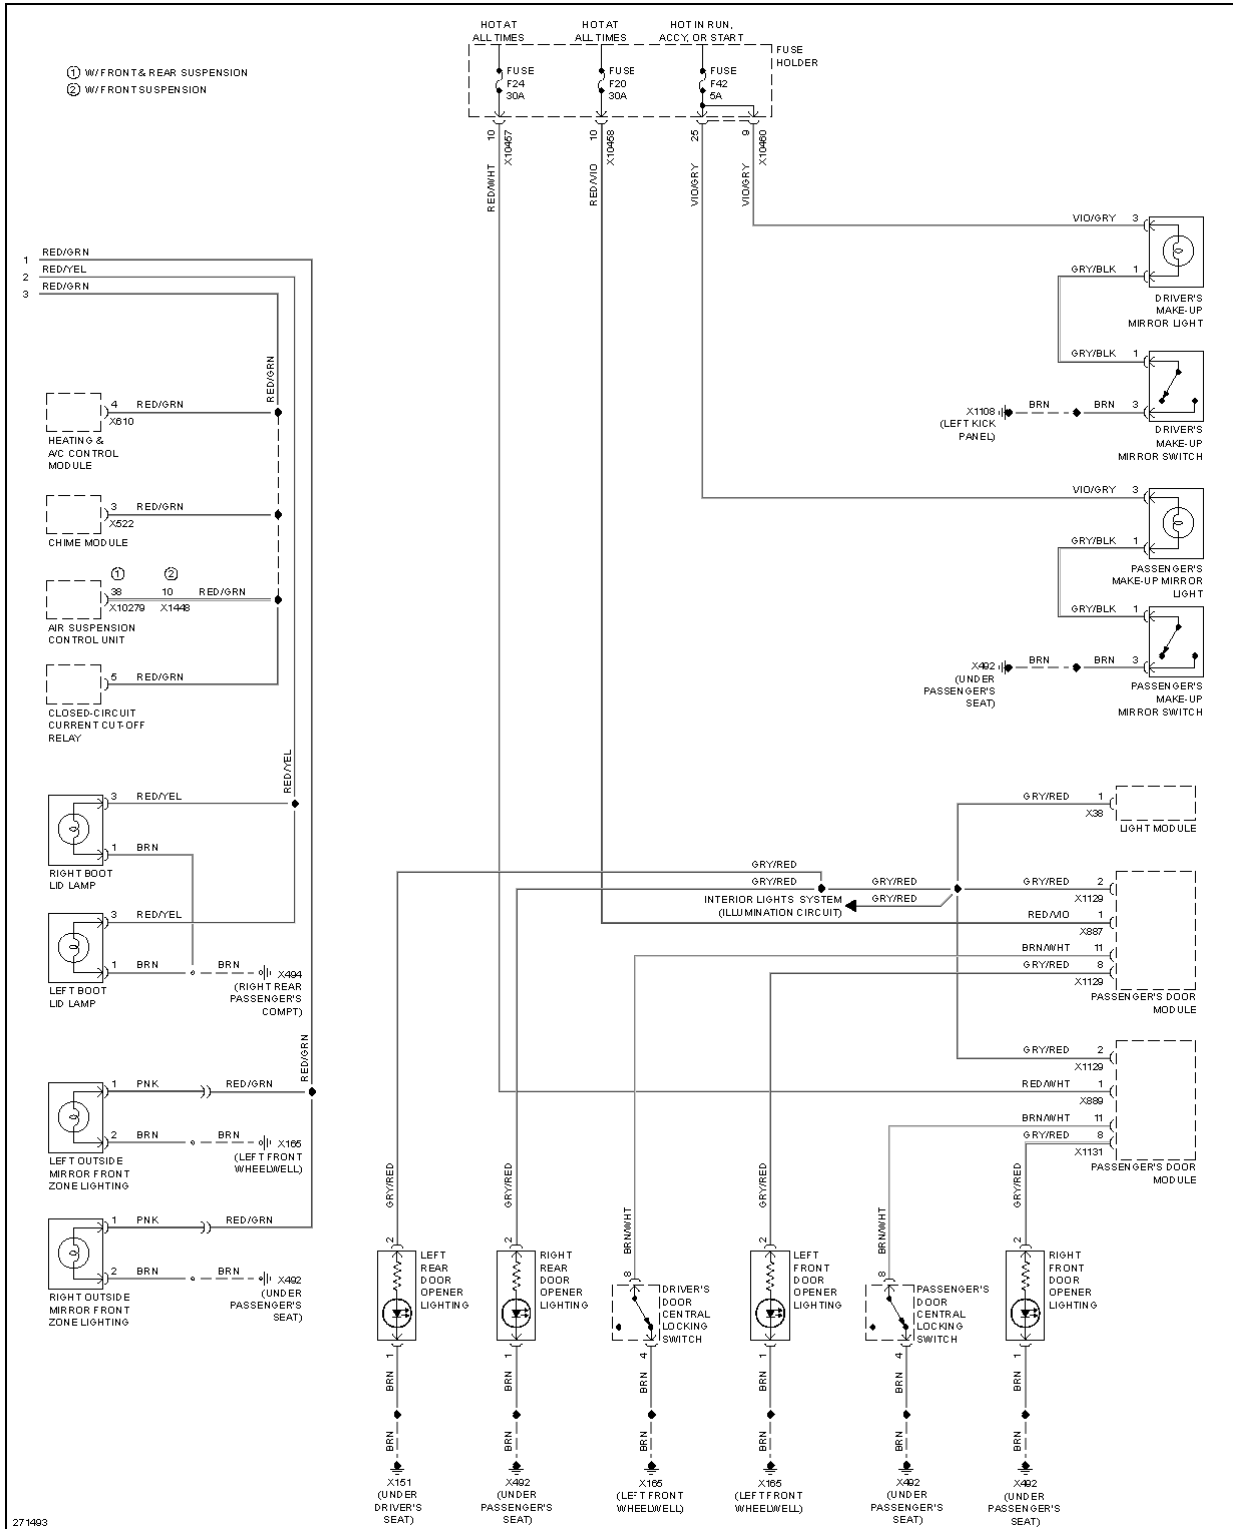 HOT AT
ALL TIMES
HOT AT
ALL TIMES
HOT IN RUN,
ACCY, OR START
FUSE
HOLDER
FUSE
F24
30A
FUSE
F20
30A
FUSE
F42
5A
1 W/ FRONT & REAR SUSPENSION
2 W/ FRONT SUSPENSION
10
X10457
10
X10458
25
9
X10460
RED/WHT
RED/VIO
VIO/GRY
VIO/GRY
1 RED/GRN
2 RED/YEL
3 RED/GRN
RED/GRN
4 RED/GRN
X610
HEATING &
A/C CONTROL
MODULE
3 RED/GRN
X522
CHIME MODULE
1 2
38 10 RED/GRN
X10279 X1448
AIR SUSPENSION
CONTROL UNIT
5 RED/GRN
CLOSED-CIRCUIT
CURRENT CUT-OFF
RELAY
RED/YEL
3 RED/YEL
1 BRN
RIGHT BOOT
LID LAMP
3 RED/YEL
1 BRN BRN
X494
(RIGHT REAR
PASSENGER'S
COMPT)
LEFT BOOT
LID LAMP
RED/GRN
1 PNK RED/GRN
2 BRN BRN
X165
(LEFT FRONT
WHEELWELL)
LEFT OUTSIDE
MIRROR FRONT
ZONE LIGHTING
1 PNK RED/GRN
2 BRN BRN
X492
(UNDER
PASSENGER'S
SEAT)
RIGHT OUTSIDE
MIRROR FRONT
ZONE LIGHTING
VIO/GRY 3
GRY/BLK 1
DRIVER'S
MAKE-UP
MIRROR LIGHT
GRY/BLK 1
X1108 BRN BRN 3
(LEFT KICK
PANEL)
DRIVER'S
MAKE-UP
MIRROR SWITCH
VIO/GRY 3
GRY/BLK 1
PASSENGER'S
MAKE-UP MIRROR
LIGHT
GRY/BLK 1
X492 BRN BRN 3
(UNDER
PASSENGER'S
SEAT)
PASSENGER'S
MAKE-UP
MIRROR SWITCH
GRY/RED 1
X38
LIGHT MODULE
GRY/RED
GRY/RED GRY/RED GRY/RED 2
X1129
INTERIOR LIGHTS SYSTEM
(ILLUMINATION CIRCUIT)
GRY/RED
RED/VIO 1
X887
BRN/WHT 11
GRY/RED 8
X1129
PASSENGER'S DOOR
MODULE
GRY/RED 2
X1129
RED/WHT 1
X889
BRN/WHT 11
GRY/RED 8
X1131
PASSENGER'S DOOR
MODULE
GRY/RED
2
LEFT
REAR
DOOR
OPENER
LIGHTING
1
BRN
BRN
X151
(UNDER
DRIVER'S
SEAT)
GRY/RED
2
RIGHT
REAR
DOOR
OPENER
LIGHTING
1
BRN
BRN
X492
(UNDER
PASSENGER'S
SEAT)
BRN/WHT
8
DRIVER'S
DOOR
CENTRAL
LOCKING
SWITCH
4
BRN
BRN
X165
(LEFT FRONT
WHEELWELL)
GRY/RED
2
LEFT
FRONT
DOOR
OPENER
LIGHTING
1
BRN
BRN
X165
(LEFT FRONT
WHEELWELL)
BRN/WHT
8
PASSENGER'S
DOOR
CENTRAL
LOCKING
SWITCH
4
BRN
BRN
X492
(UNDER
PASSENGER'S
SEAT)
GRY/RED
2
RIGHT
FRONT
DOOR
OPENER
LIGHTING
1
BRN
BRN
X492
(UNDER
PASSENGER'S
SEAT)
271493